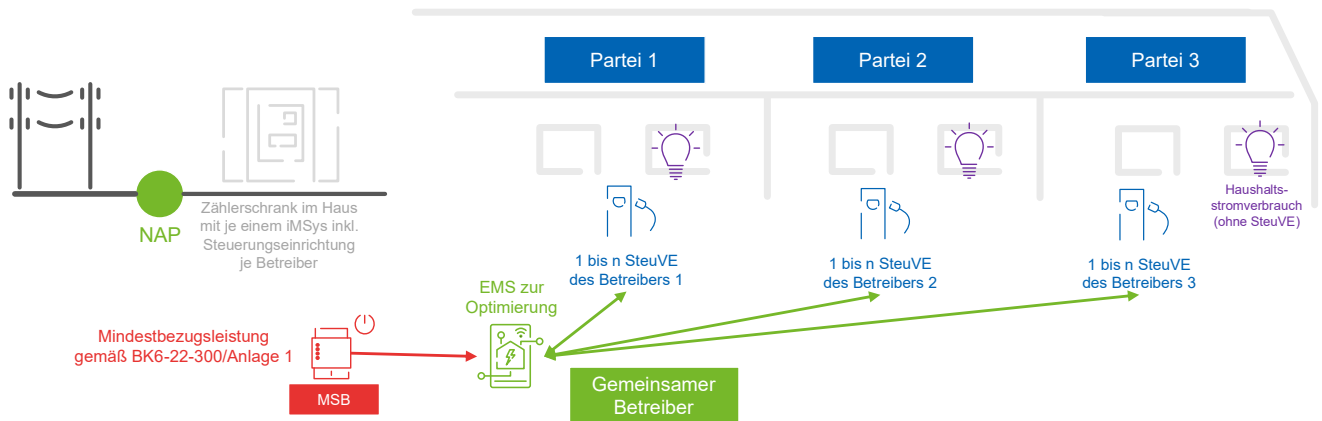 Partei 1
Partei 2
Partei 3
NAP
Zählerschrank im Haus
mit je einem iMSys inkl.
Steuerungseinrichtung
je Betreiber
Haushalts-
stromverbrauch
(ohne SteuVE)
1 bis n SteuVE
des Betreibers 1
1 bis n SteuVE
des Betreibers 2
1 bis n SteuVE
des Betreibers 3
EMS zur
Optimierung
Mindestbezugsleistung
gemäß BK6-22-300/Anlage 1
MSB
Gemeinsamer
Betreiber